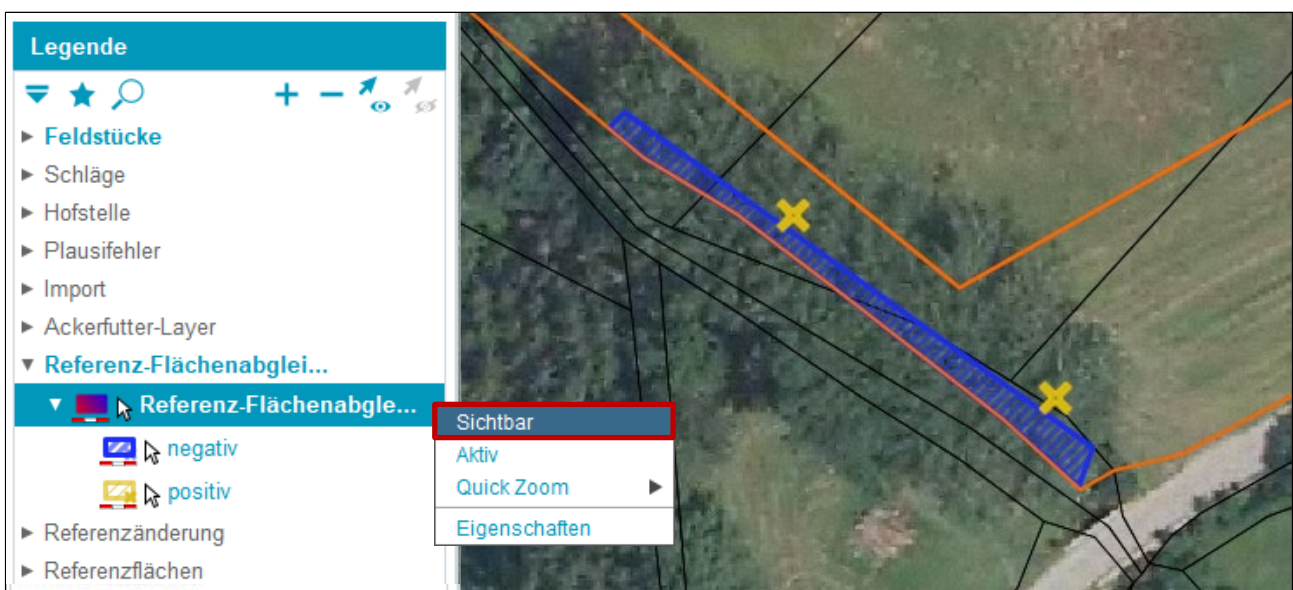 Legende
Feldstücke
Schläge
Hofstelle
Plausifehler
Import
Ackerfutter-Layer
Referenz-Flächenabglei...
Referenz-Flächenabgle...
negativ
positiv
Referenzänderung
Referenzflächen
Sichtbar
Aktiv
Quick Zoom
Eigenschaften